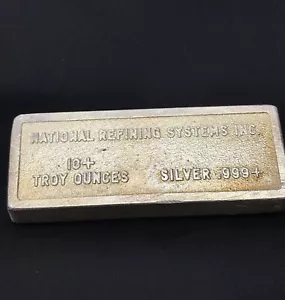 NATIONAL REFINING SYSTEMS INC.
10+
TROY OUNCES SILVER .999+